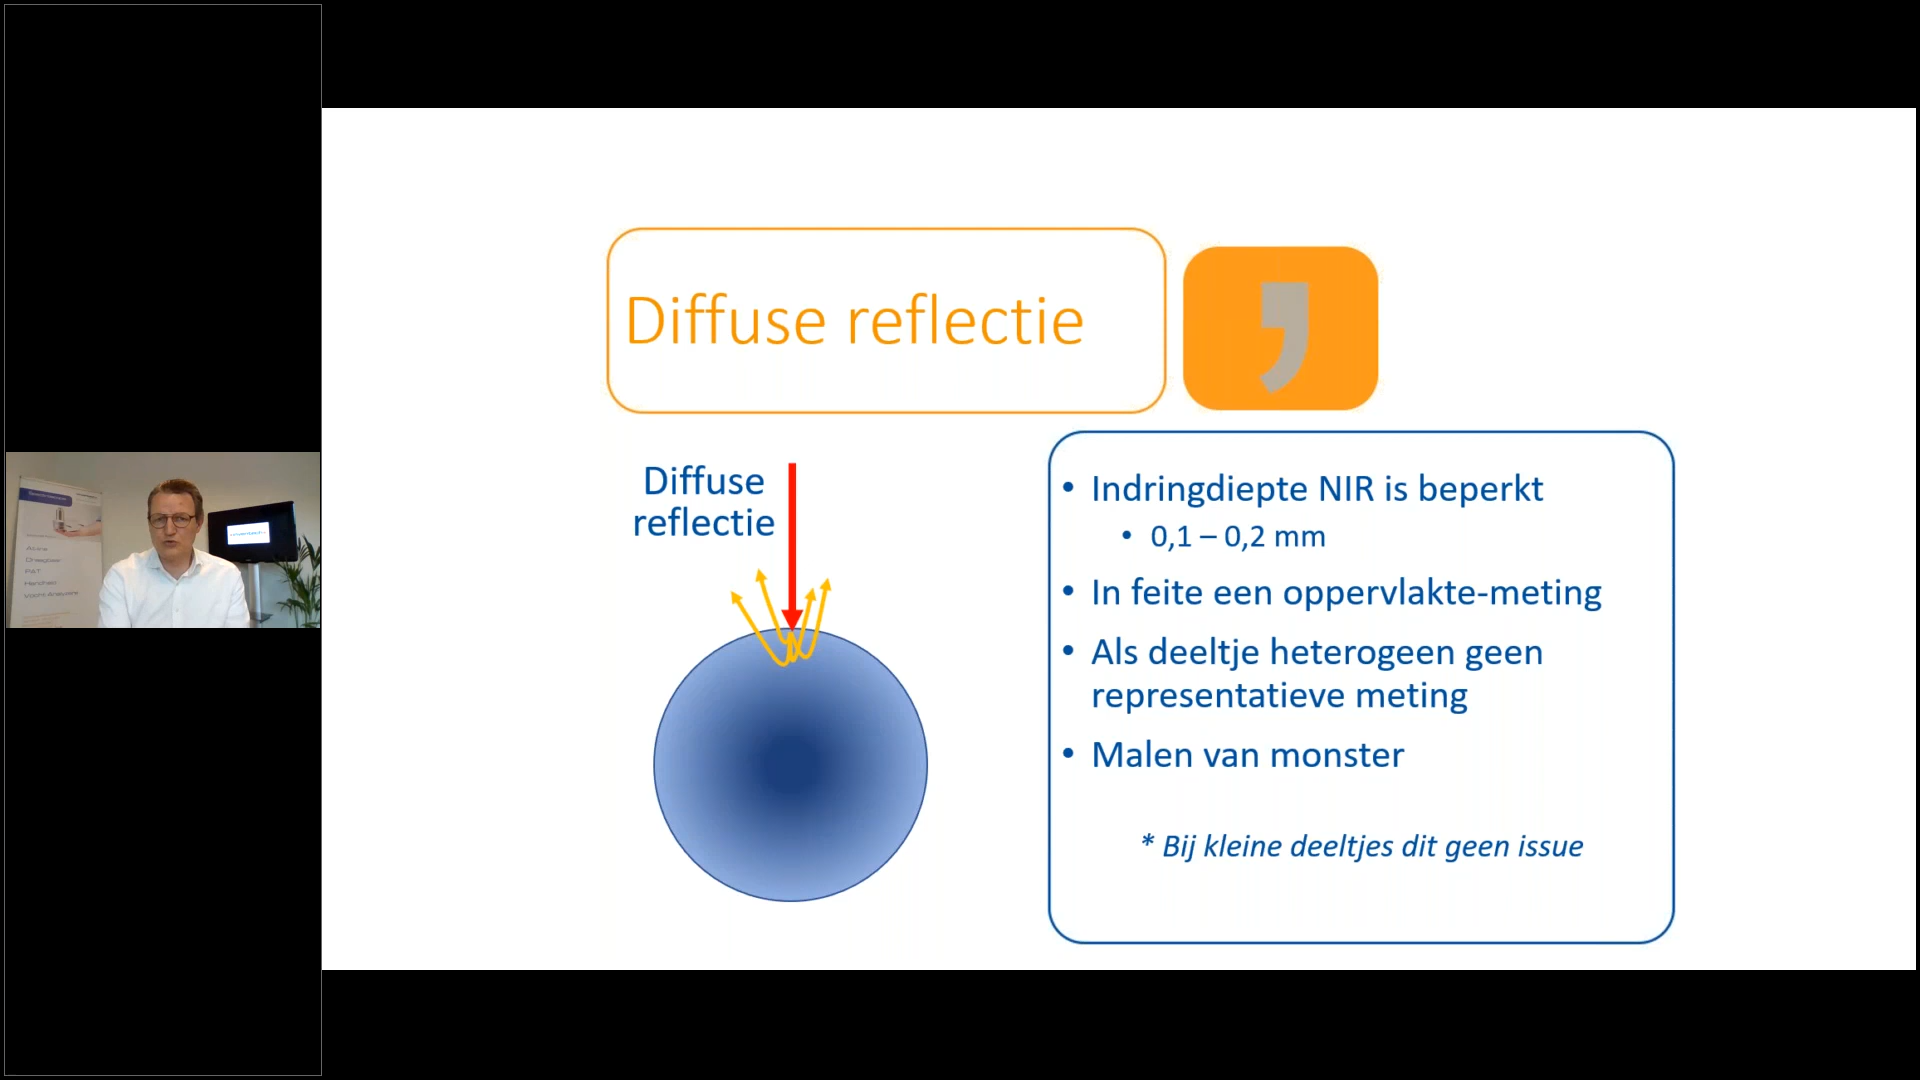 Diffuse reflectie
Diffuse
reflectie
• Indringdiepte NIR is beperkt
• 0,1 – 0,2 mm
• In feite een oppervlakte-meting
• Als deeltje heterogeen geen
representatieve meting
• Malen van monster
* Bij kleine deeltjes dit geen issue